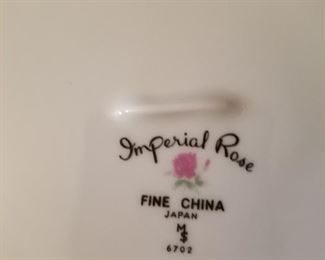 Imperial Rose
FINE CHINA
JAPAN
M
$
6702